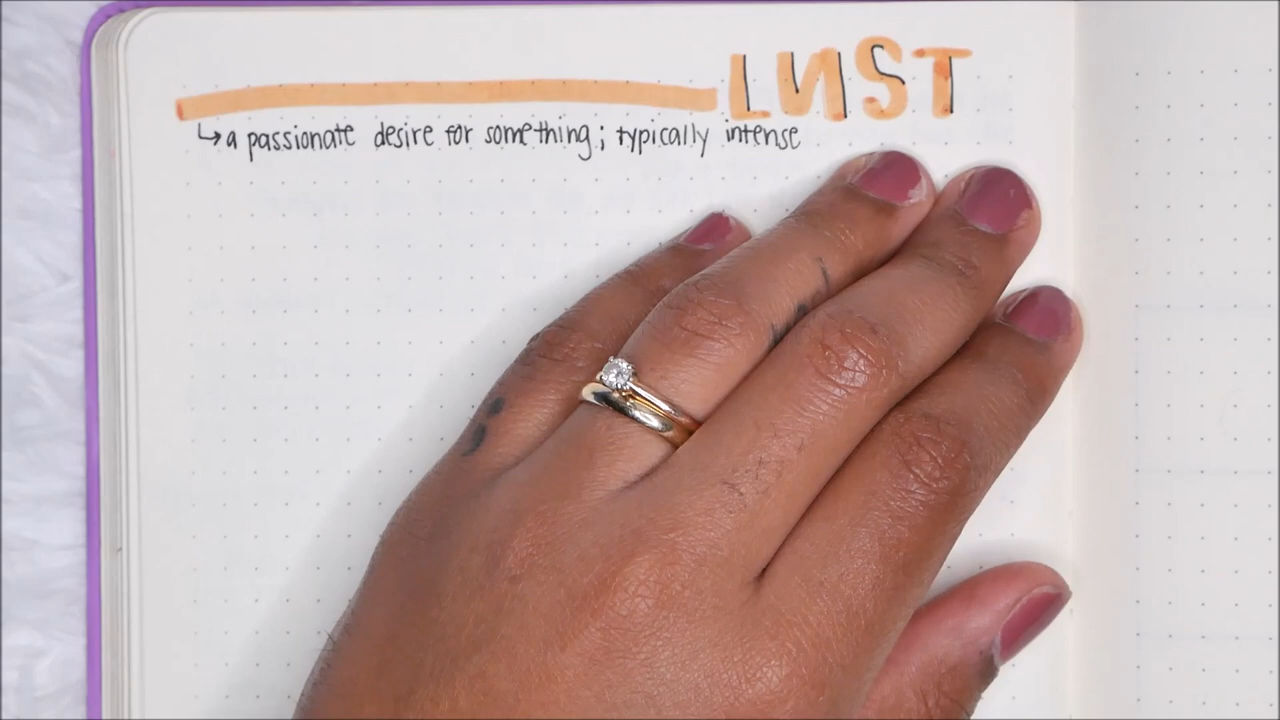 LUST
↳ a passionate desire for something; typically intense